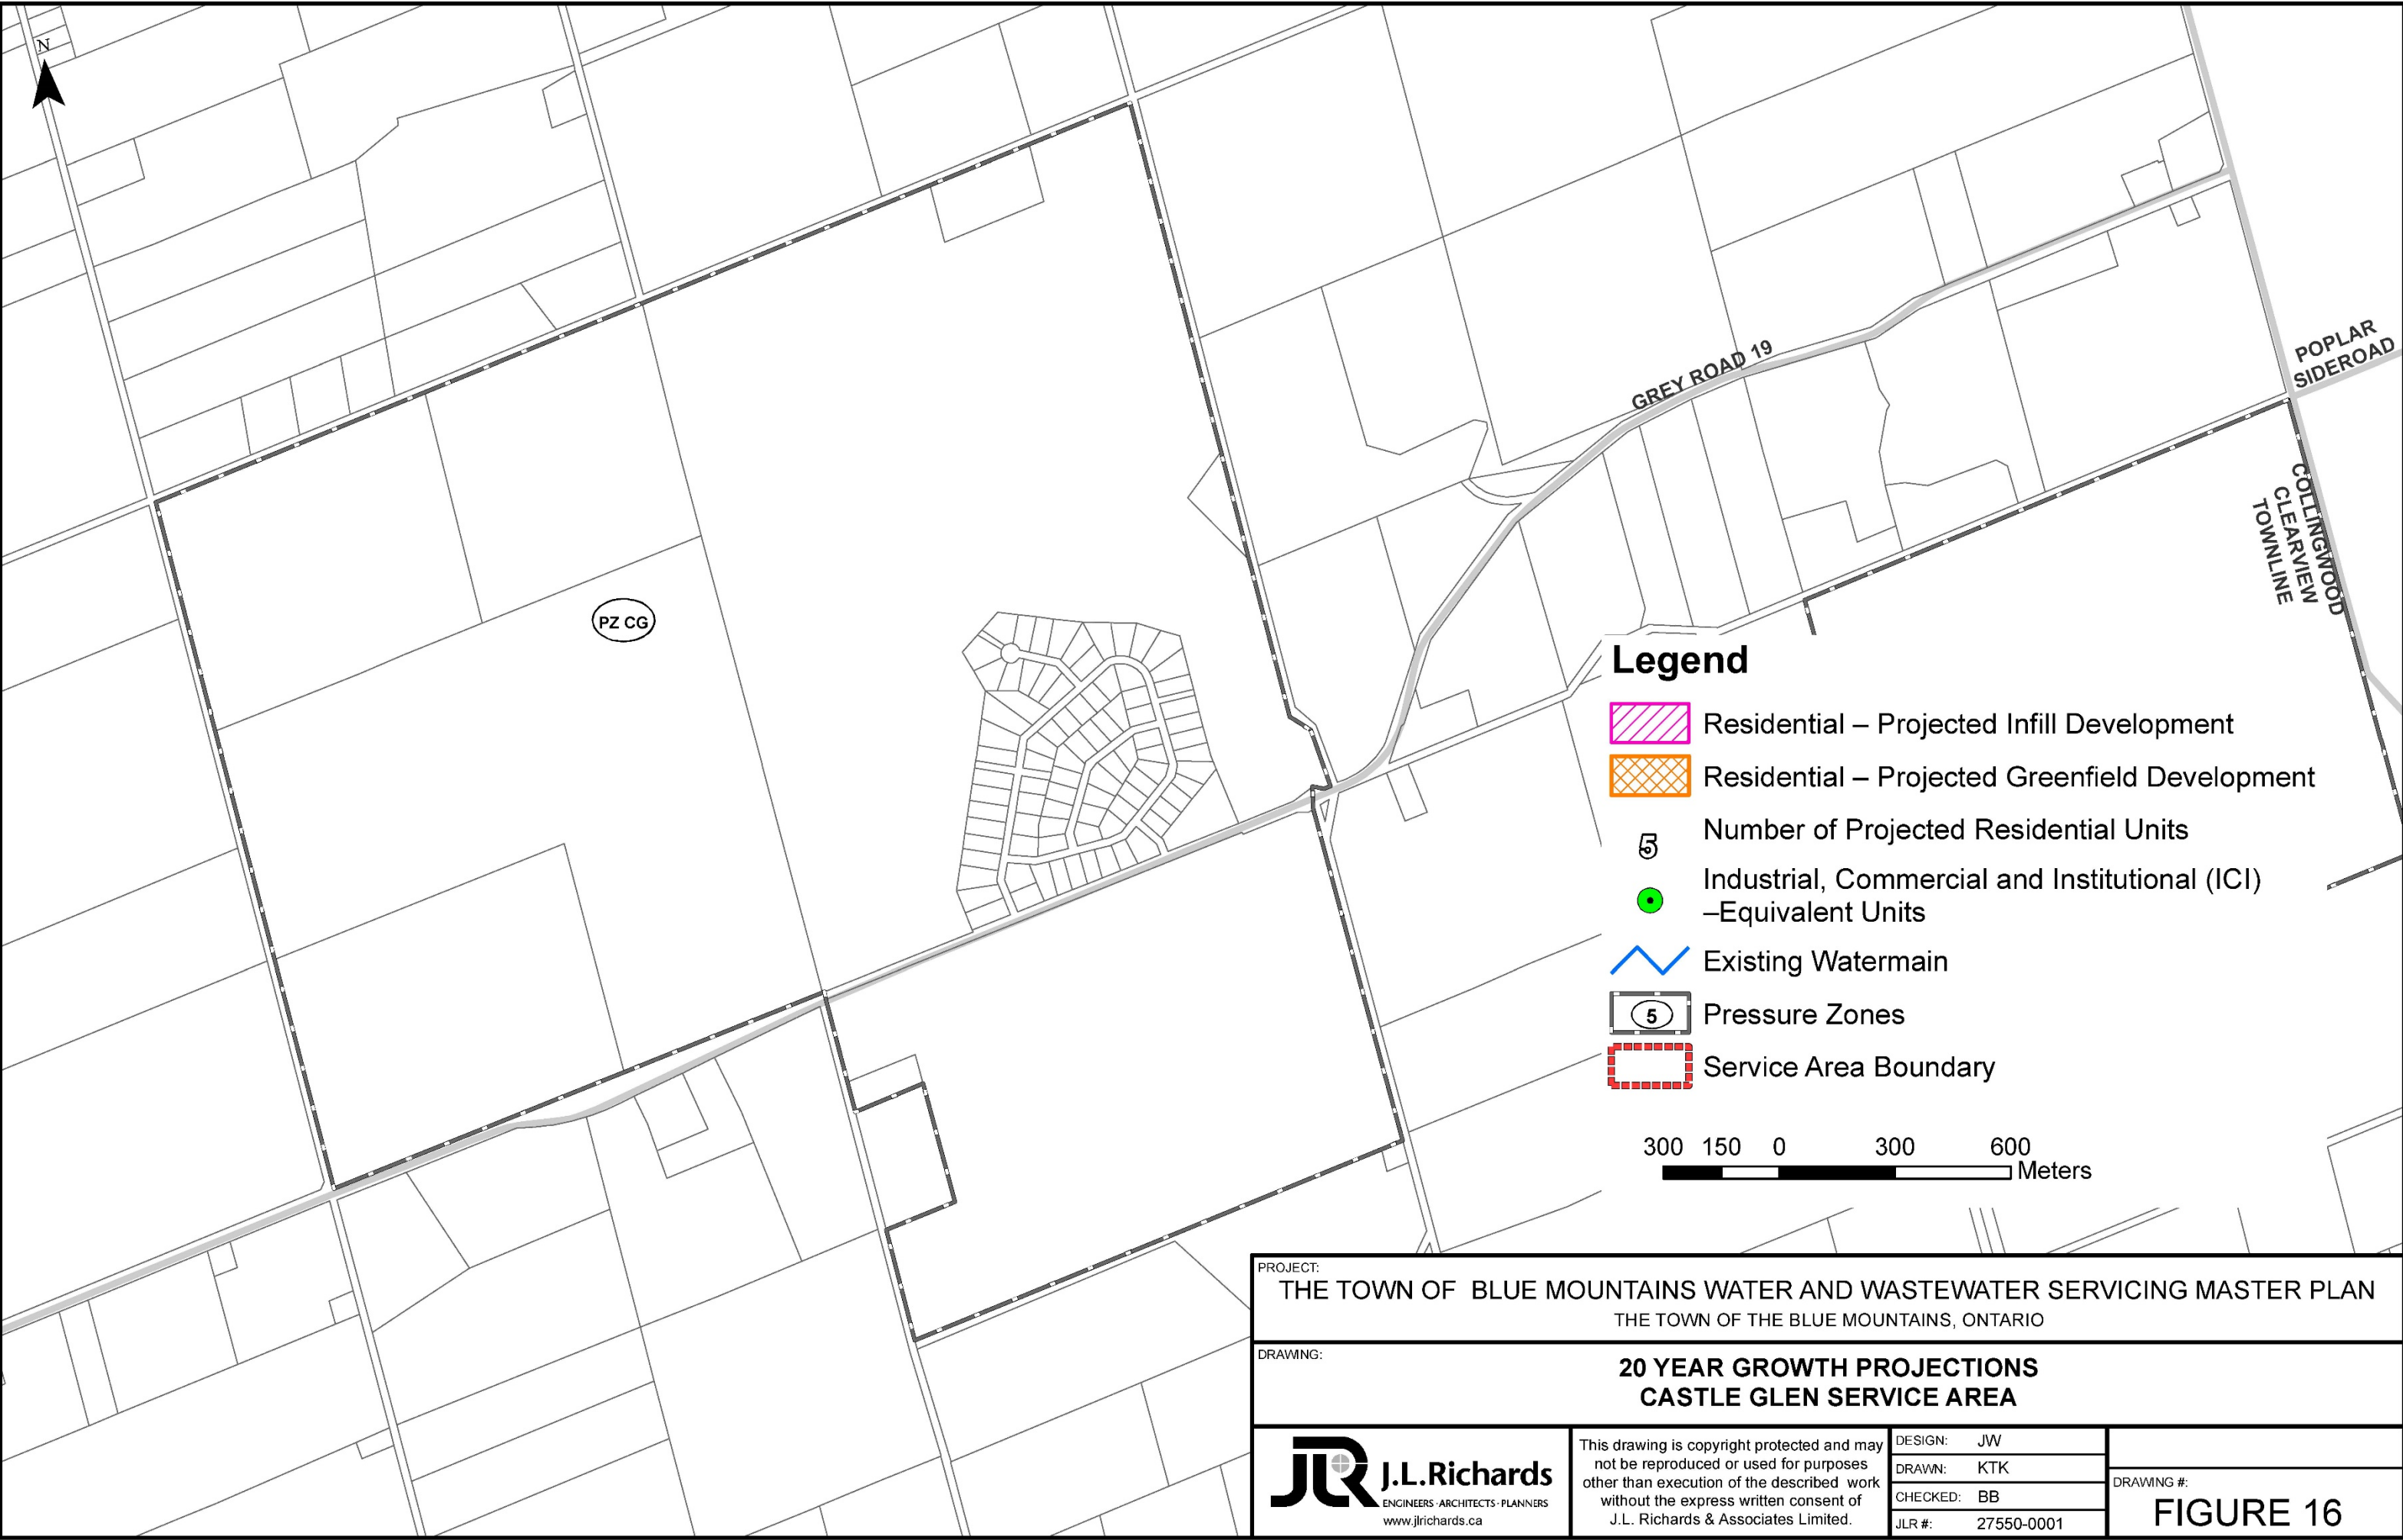 N
GREY ROAD 19
POPLAR
SIDEROAD
COLLINGWOOD
CLEARVIEW
TOWNLINE
PZ CG
Legend
Residential – Projected Infill Development
Residential – Projected Greenfield Development
5 Number of Projected Residential Units
Industrial, Commercial and Institutional (ICI)
–Equivalent Units
Existing Watermain
5 Pressure Zones
Service Area Boundary
300 150 0 300 600
Meters
PROJECT:
THE TOWN OF BLUE MOUNTAINS WATER AND WASTEWATER SERVICING MASTER PLAN
THE TOWN OF THE BLUE MOUNTAINS, ONTARIO
DRAWING:
20 YEAR GROWTH PROJECTIONS
CASTLE GLEN SERVICE AREA
JLR J.L.Richards
ENGINEERS · ARCHITECTS · PLANNERS
www.jlrichards.ca
This drawing is copyright protected and may
not be reproduced or used for purposes
other than execution of the described work
without the express written consent of
J.L. Richards & Associates Limited.
DESIGN: JW
DRAWN: KTK
CHECKED: BB
JLR #: 27550-0001
DRAWING #:
FIGURE 16